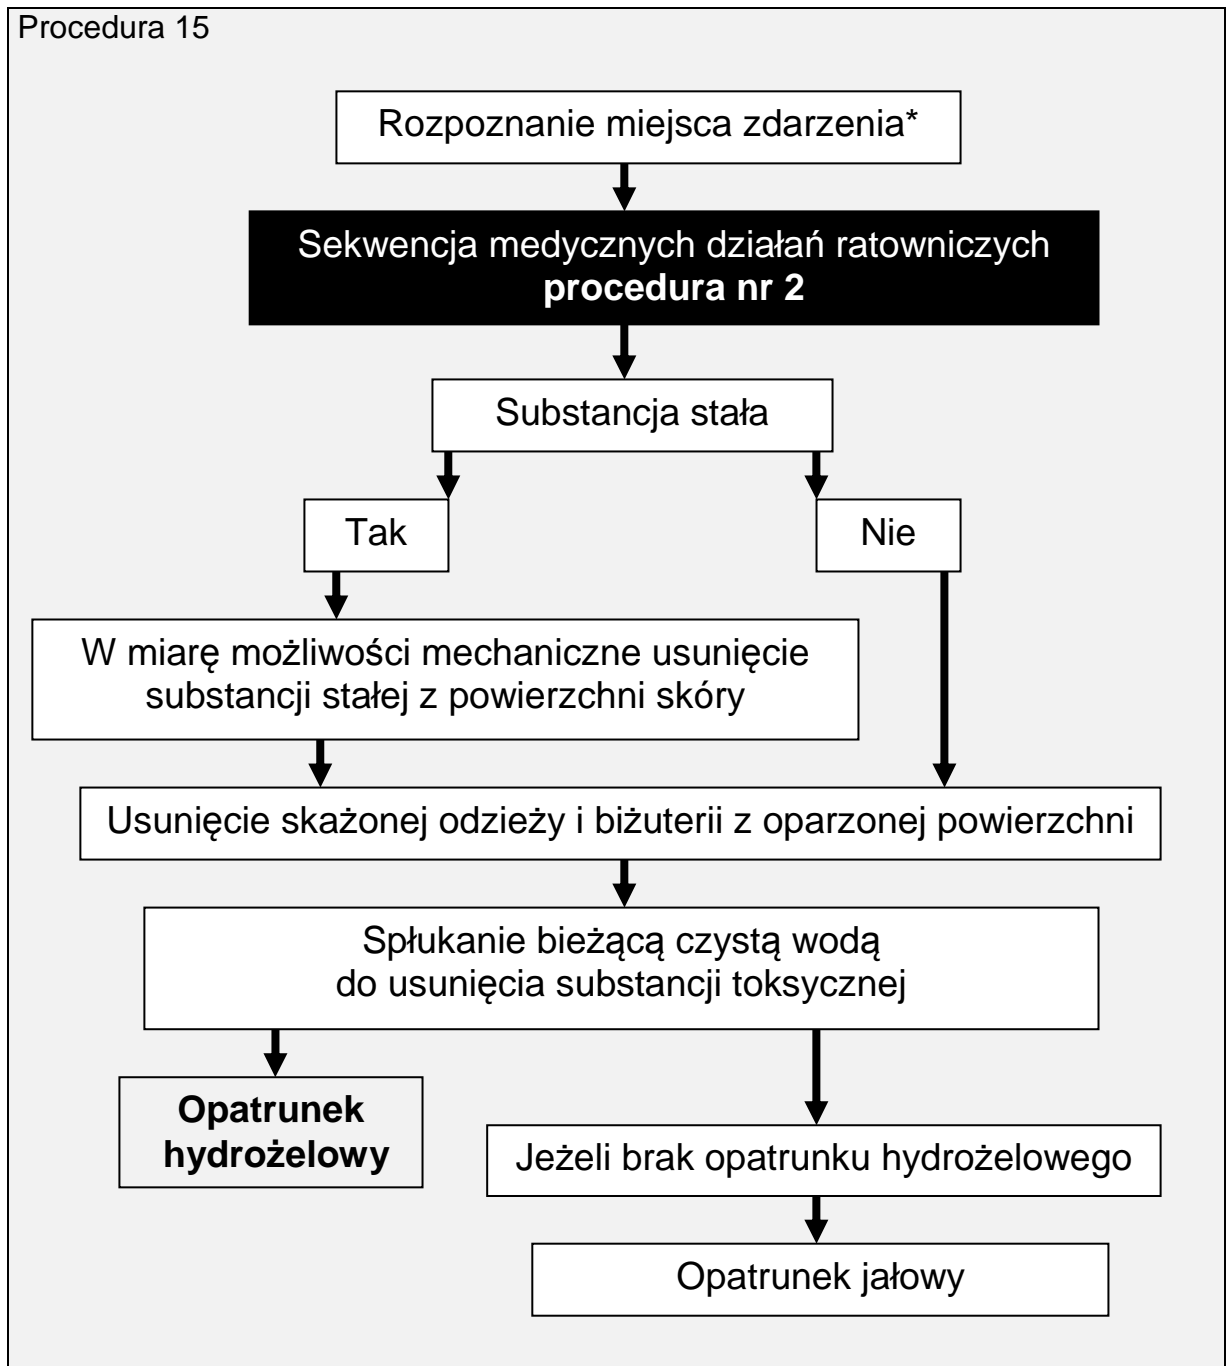 Procedura 15
Rozpoznanie miejsca zdarzenia*
Sekwencja medycznych działań ratowniczych
procedura nr 2
Substancja stała
Tak
Nie
W miarę możliwości mechaniczne usunięcie
substancji stałej z powierzchni skóry
Usunięcie skażonej odzieży i biżuterii z oparzonej powierzchni
Spłukanie bieżącą czystą wodą
do usunięcia substancji toksycznej
Opatrunek
hydrożelowy
Jeżeli brak opatrunku hydrożelowego
Opatrunek jałowy